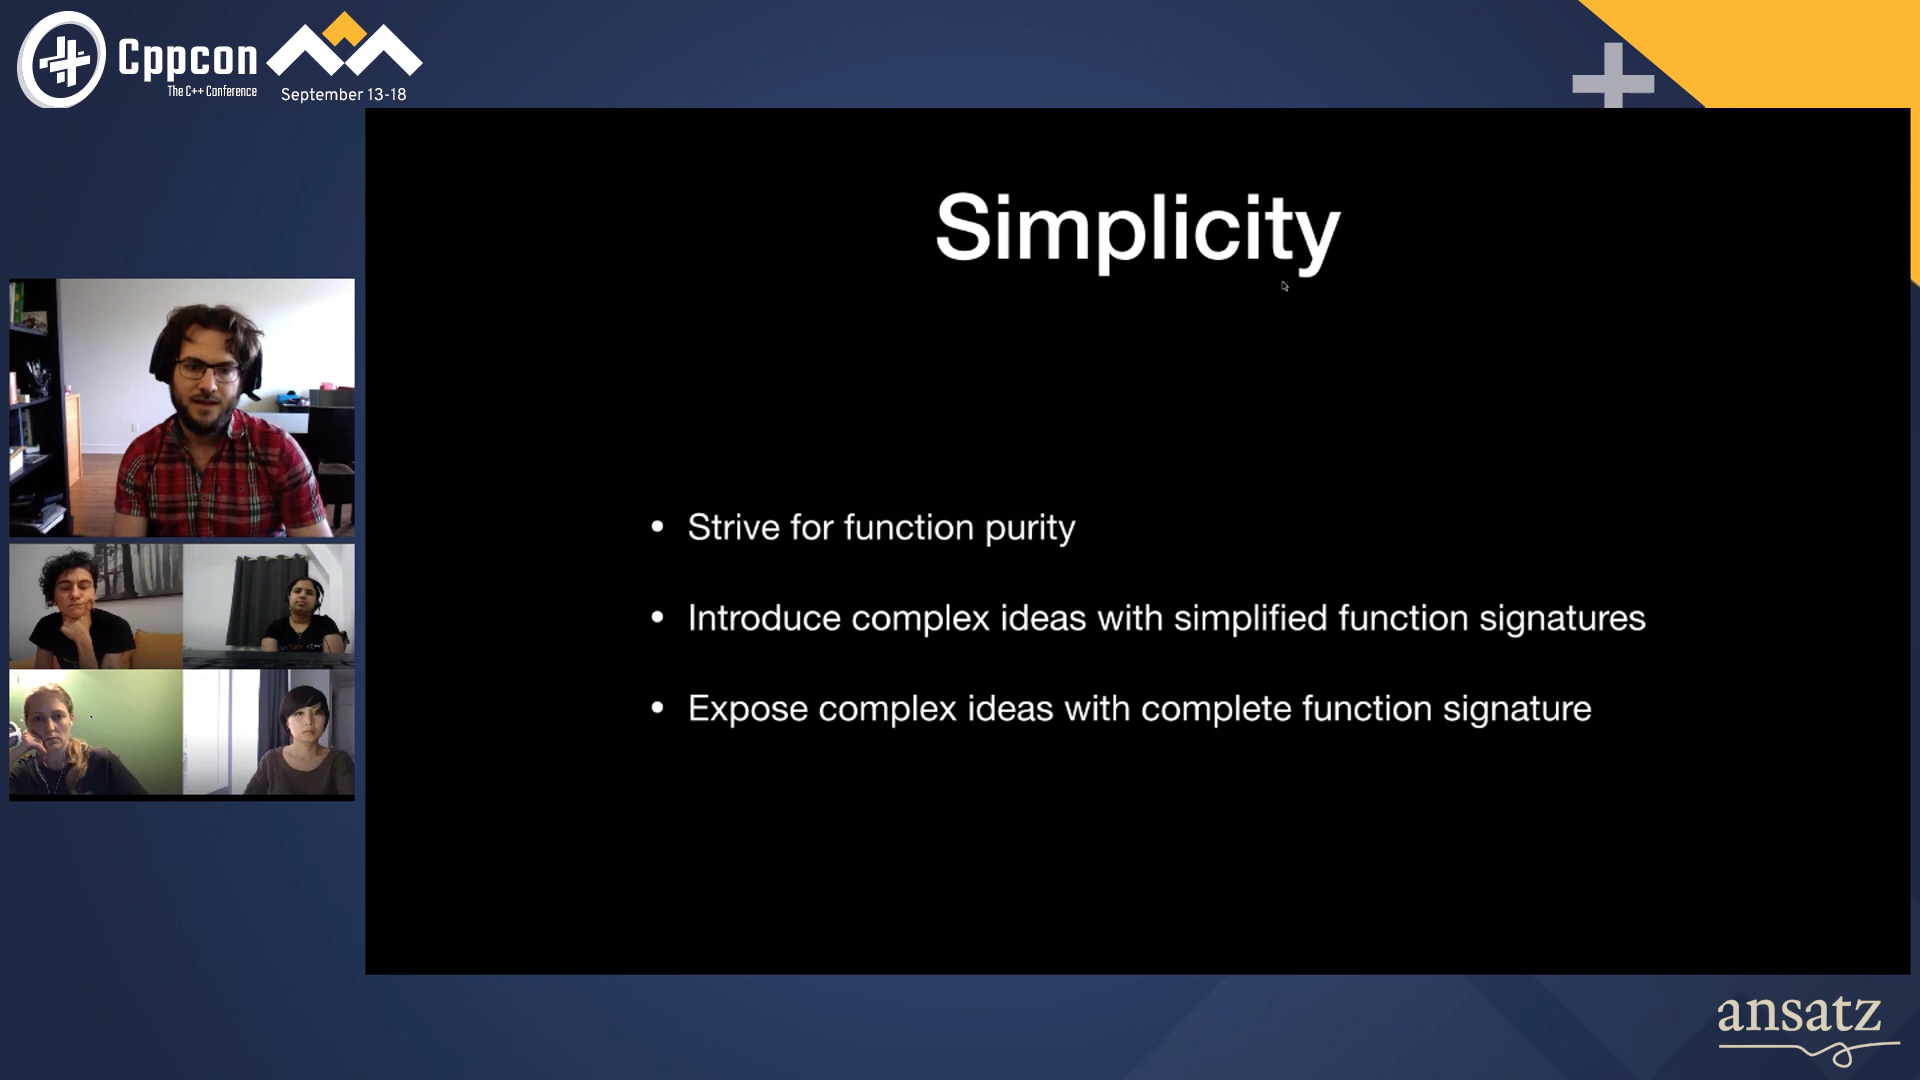 Cppcon
The C++ Conference
September 13-18
Simplicity
• Strive for function purity
• Introduce complex ideas with simplified function signatures
• Expose complex ideas with complete function signature
ansatz